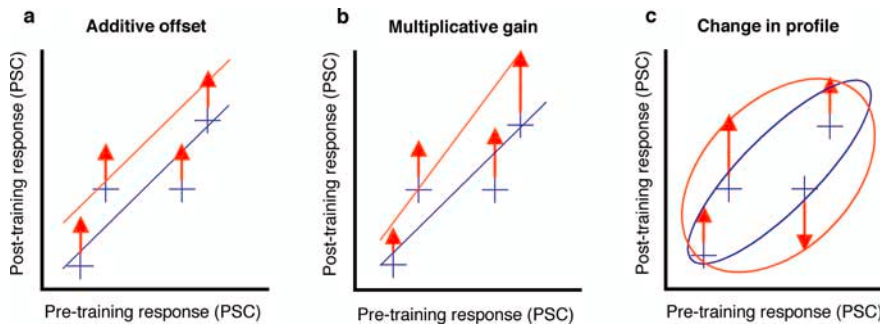 a Additive offset
Post-training response (PSC)
Pre-training response (PSC)
b Multiplicative gain
Post-training response (PSC)
Pre-training response (PSC)
c Change in profile
Post-training response (PSC)
Pre-training response (PSC)